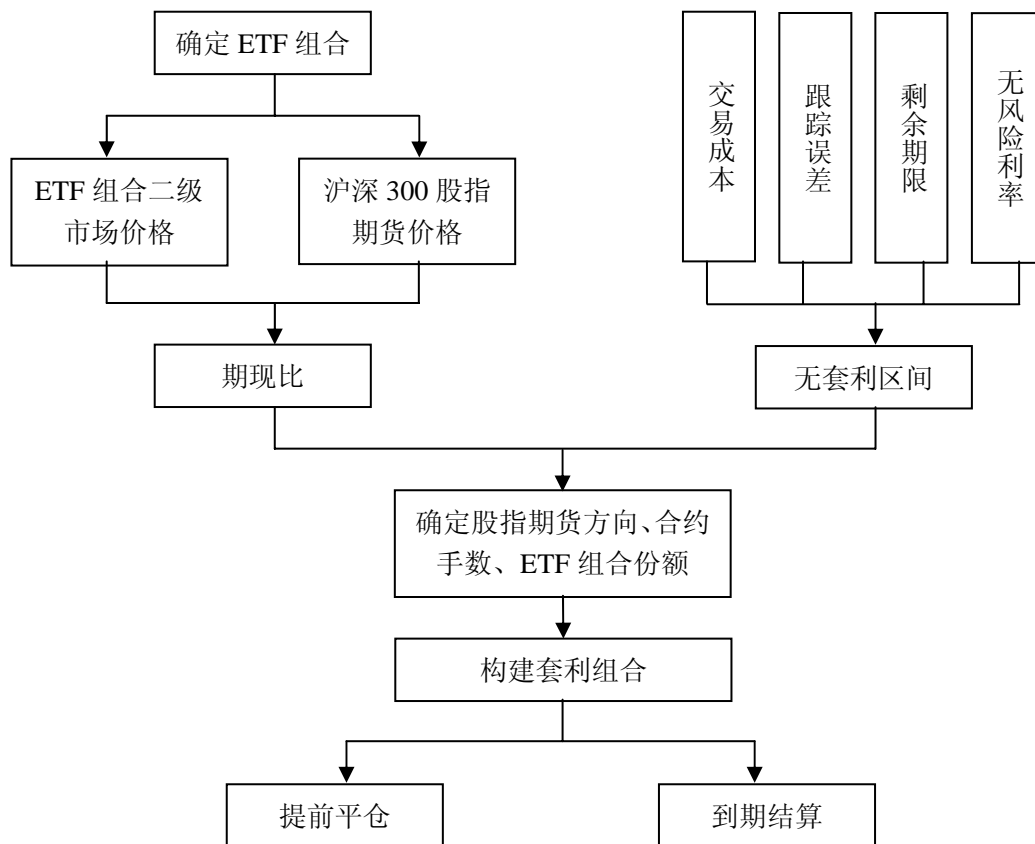 确定 ETF 组合
交易成本
跟踪误差
剩余期限
无风险利率
ETF 组合二级
市场价格
沪深 300 股指
期货价格
期现比
无套利区间
确定股指期货方向、合约
手数、ETF 组合份额
构建套利组合
提前平仓
到期结算